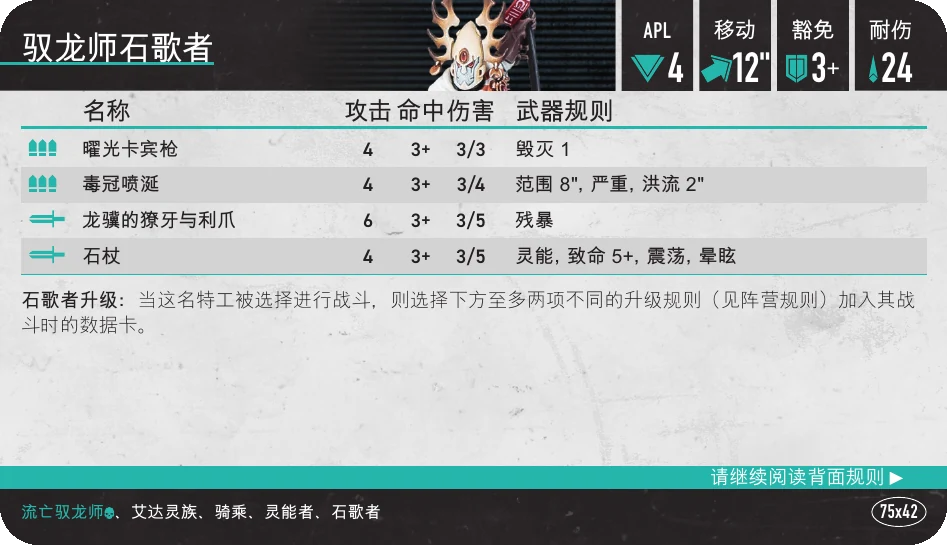 驭龙师石歌者
APL 移动 豁免 耐伤
4 12" 3+ 24
名称 攻击 命中 伤害 武器规则
曜光卡宾枪 4 3+ 3/3 毁灭 1
毒冠喷涎 4 3+ 3/4 范围 8", 严重, 洪流 2"
龙骥的獠牙与利爪 6 3+ 3/5 残暴
石杖 4 3+ 3/5 灵能, 致命 5+, 震荡, 晕眩
石歌者升级：当这名特工被选择进行战斗，则选择下方至多两项不同的升级规则（见阵营规则）加入其战
斗时的数据卡。
请继续阅读背面规则▶
流亡驭龙师、艾达灵族、骑乘、灵能者、石歌者
75x42